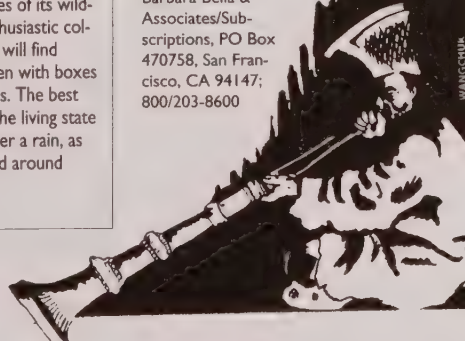 es of its wild-
husiastic col-
will find
en with boxes
s. The best
he living state
er a rain, as
d around
Associates/Sub-
scriptions, PO Box
470758, San Fran-
cisco, CA 94147;
800/203-8600
WANGCHUK